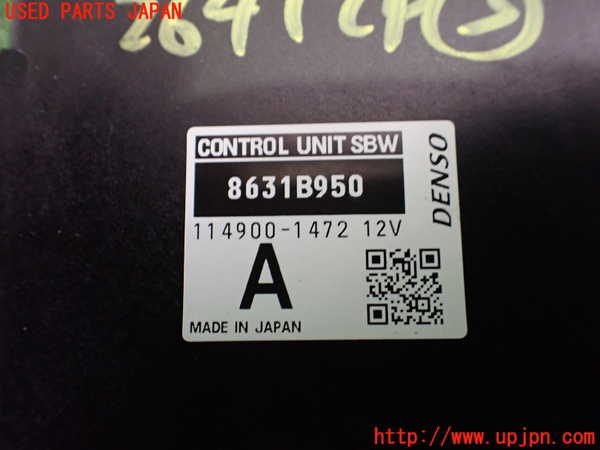 USED PARTS JAPAN
CONTROL UNIT SBW
8631B950
DENSO
114900-1472 12V
A
MADE IN JAPAN
http://www.upjpn.com/